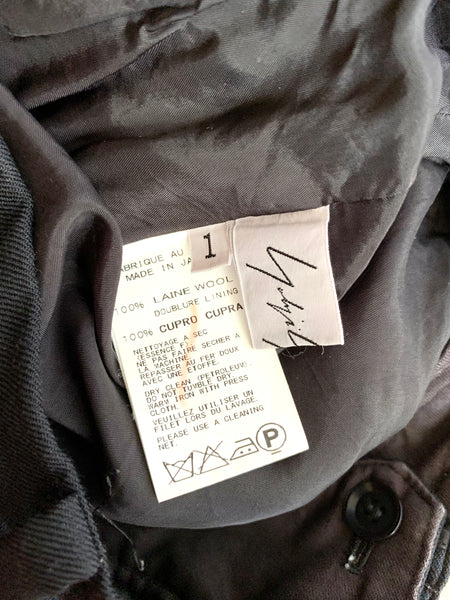 1
FABRIQUE AU
MADE IN JA
100% LAINE WOOL
DOUBLURE LINING
100% CUPRO CUPRA
NETTOYAGE A SEC
(ESSENCE F)
NE PAS FAIRE SECHER A
LA MACHINE
REPASSER AU FER DOUX
AVEC UNE ETOFFE.
DRY CLEAN (PETROLEUM).
DO NOT TUMBLE DRY.
WARM IRON WITH PRESS
CLOTH.
VEUILLEZ UTILISER UN
FILET LORS DU LAVAGE.
PLEASE USE A CLEANING
NET.
P